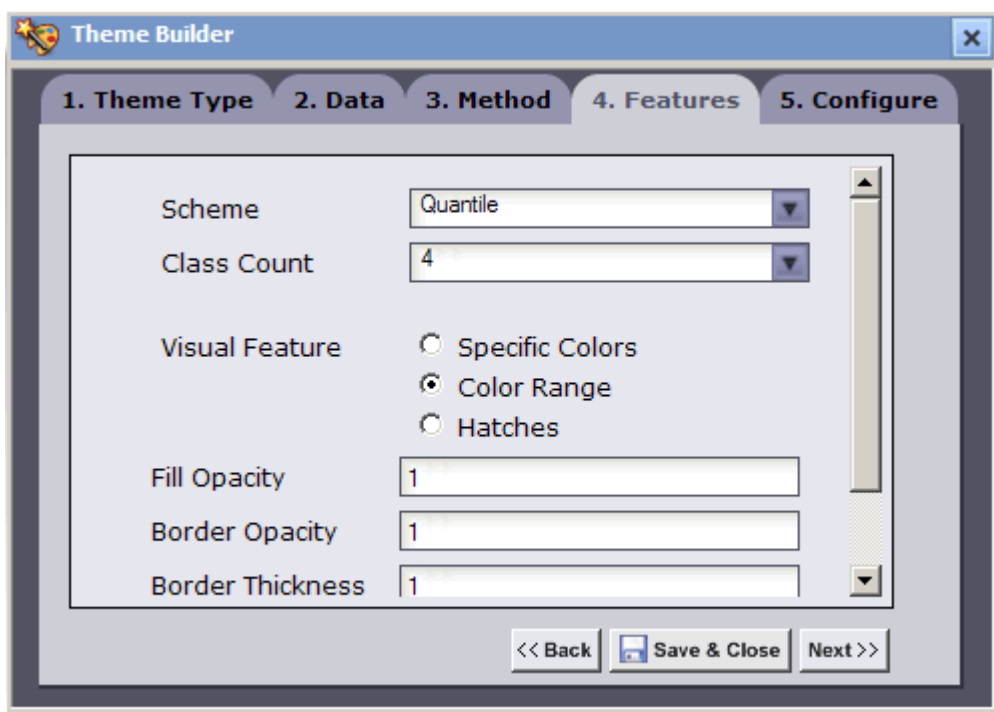 Theme Builder
1. Theme Type 2. Data 3. Method 4. Features 5. Configure
Scheme Quantile
Class Count 4
Visual Feature Specific Colors
Color Range
Hatches
Fill Opacity 1
Border Opacity 1
Border Thickness 1
<< Back Save & Close Next >>